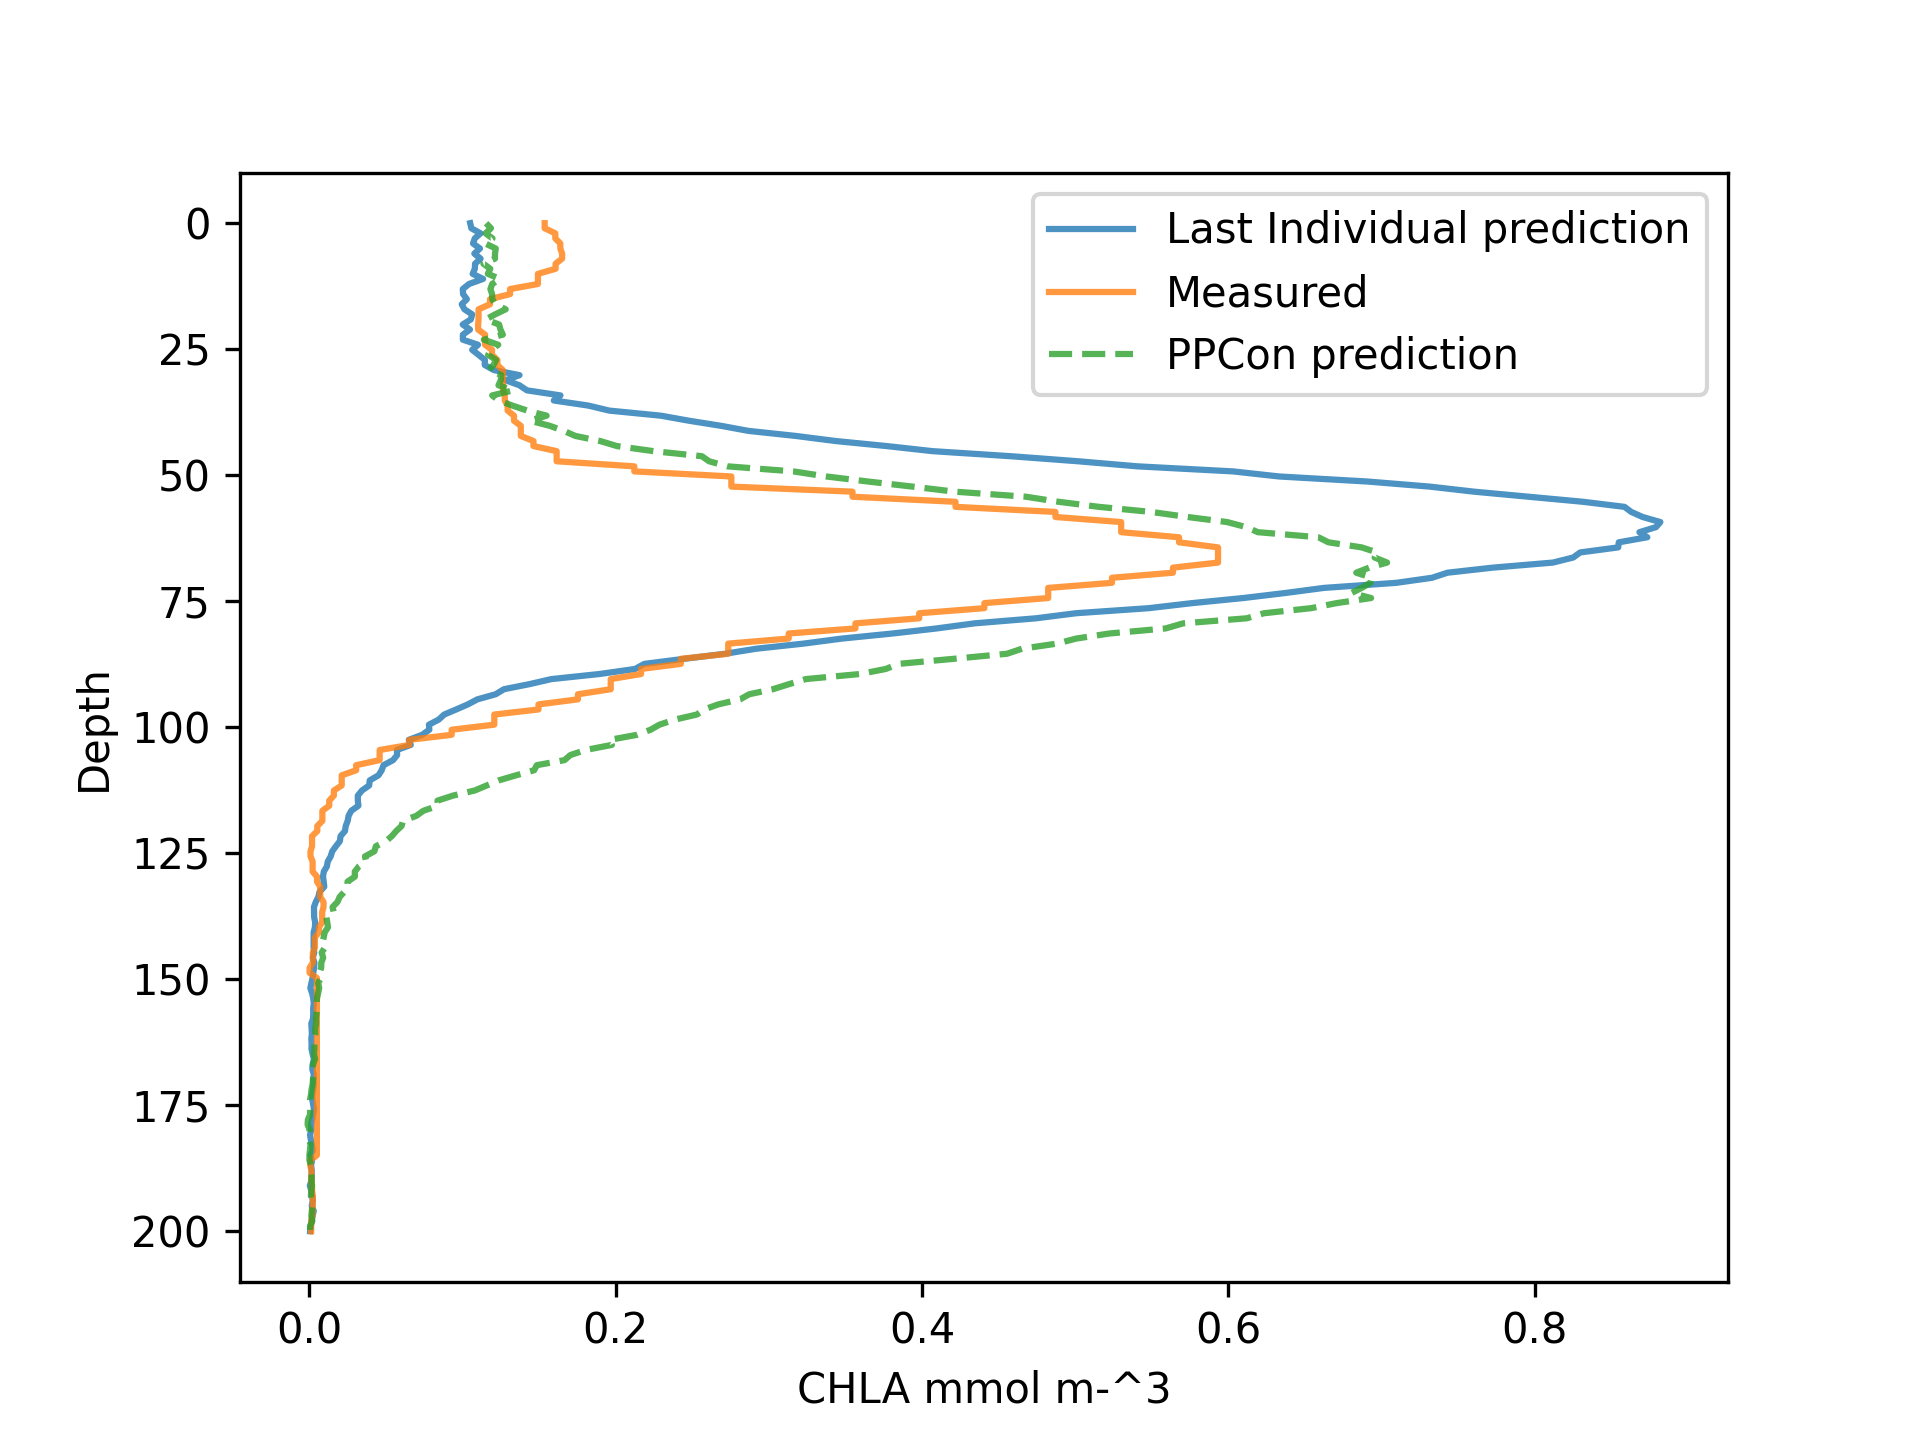 Last Individual prediction
Measured
PPCon prediction
0
25
50
75
100
125
150
175
200
Depth
0.0 0.2 0.4 0.6 0.8
CHLA mmol m-^3